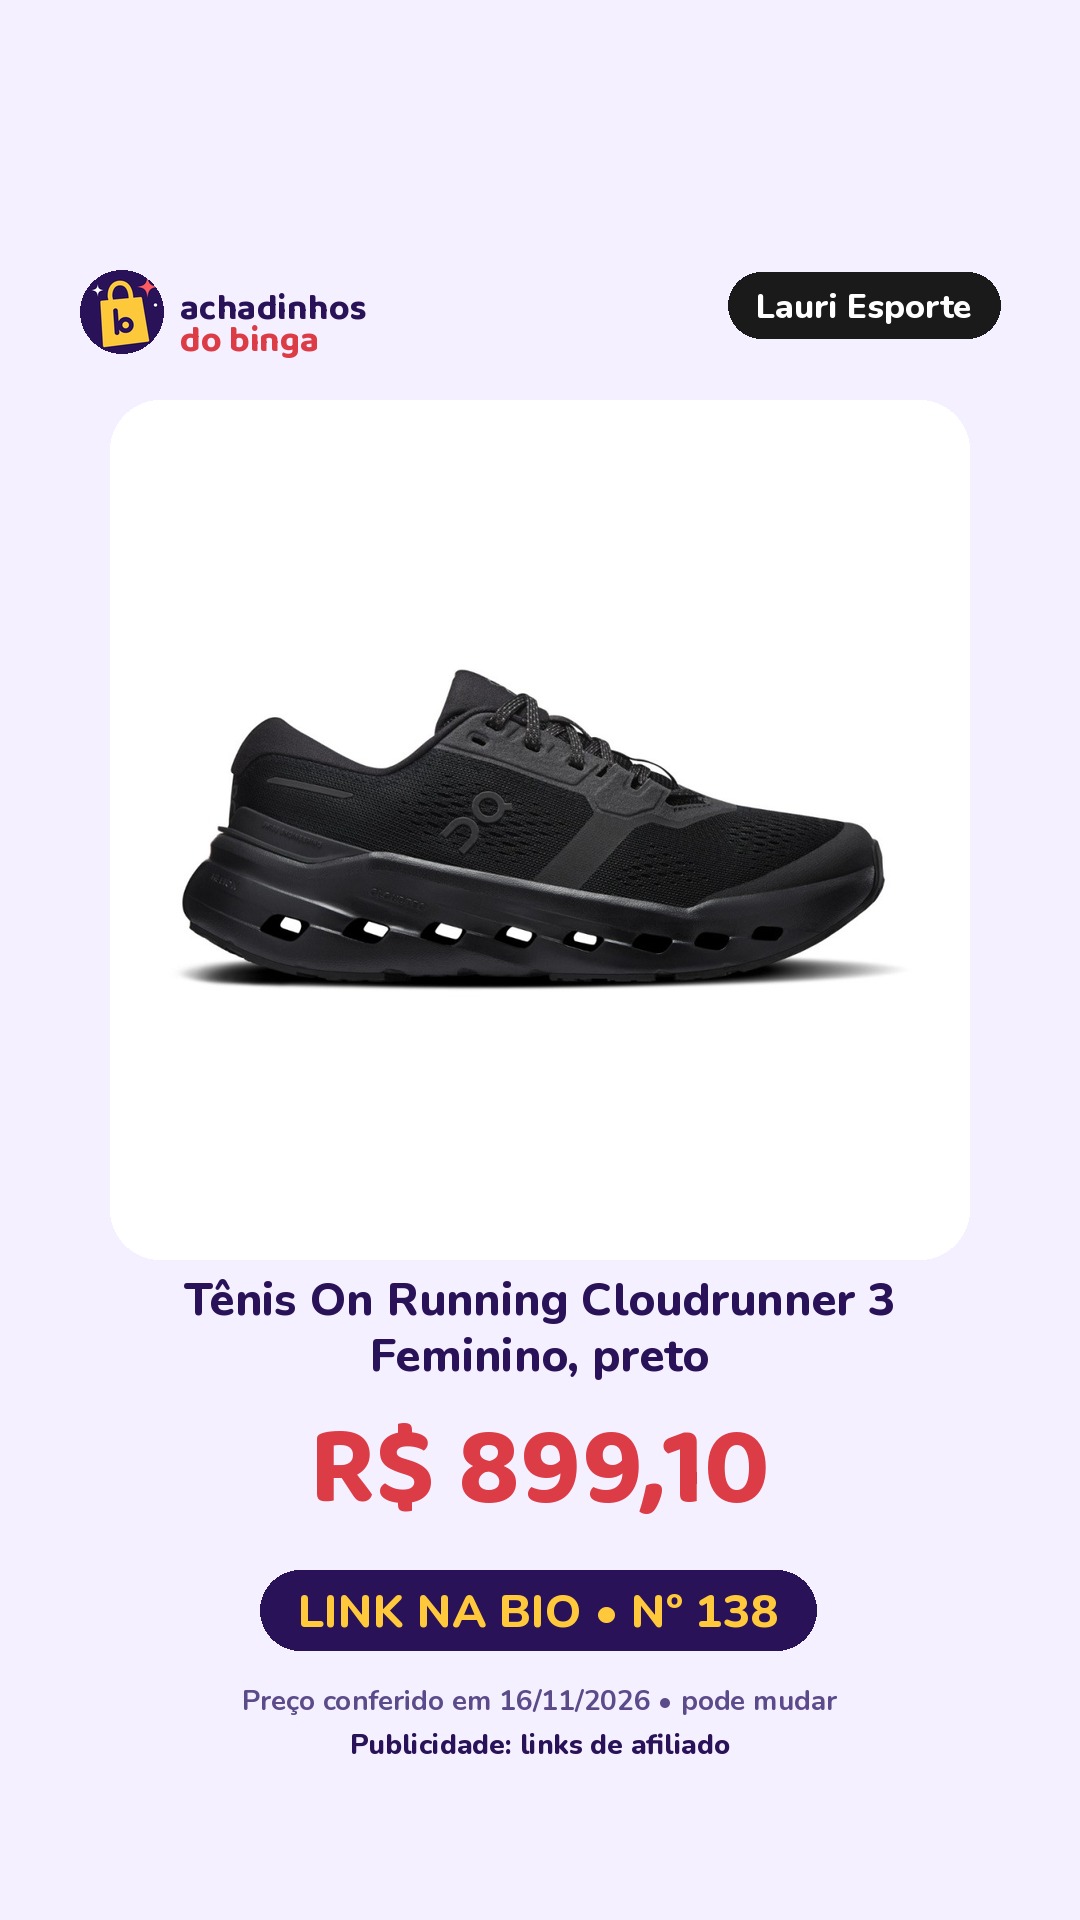 achadinhos
do binga
b
Lauri Esporte
Tênis On Running Cloudrunner 3
Feminino, preto
R$ 899,10
LINK NA BIO • Nº 138
Preço conferido em 16/11/2026 • pode mudar
Publicidade: links de afiliado